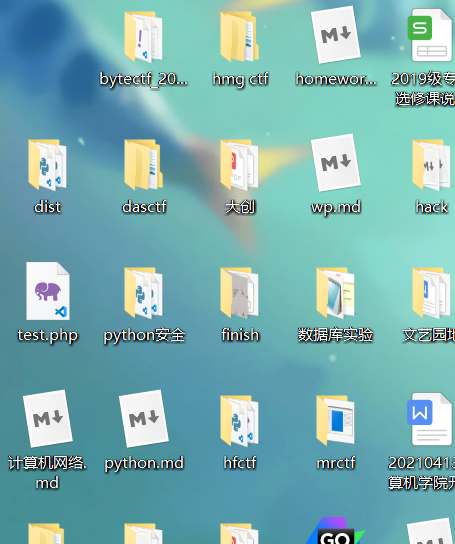 bytectf_20...
hmg ctf
homewor...
2019级专
选修课说
dist
dasctf
大创
wp.md
hack
test.php
python安全
finish
数据库实验
文艺园地
计算机网络.
md
python.md
hfctf
mrctf
2021041
算机学院开
GO